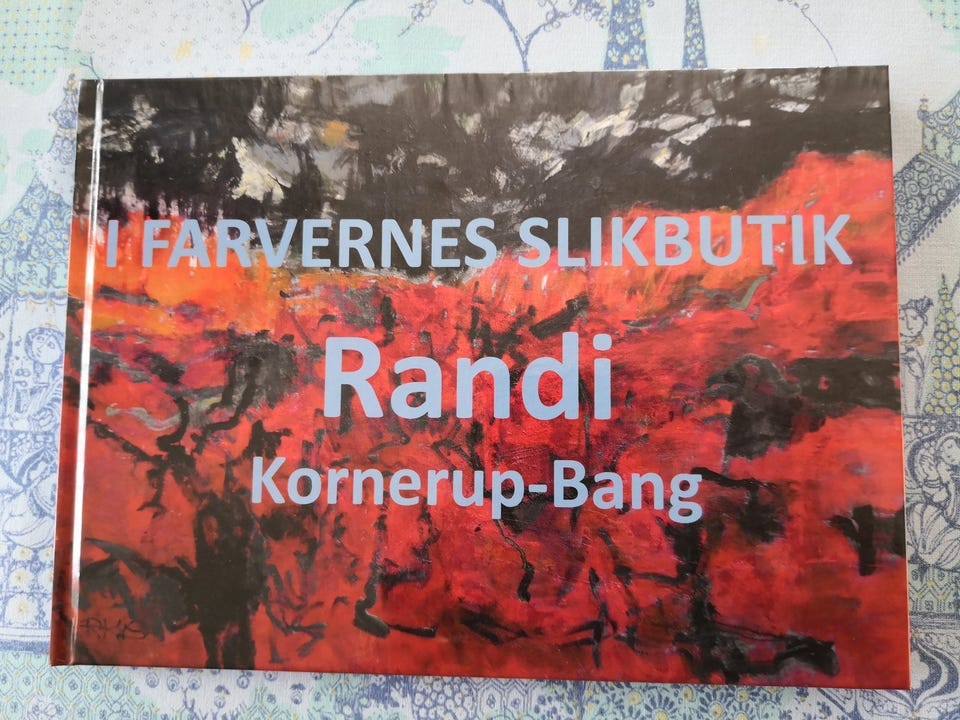 I FARVERNES SLIKBUTIK
Randi
Kornerup-Bang